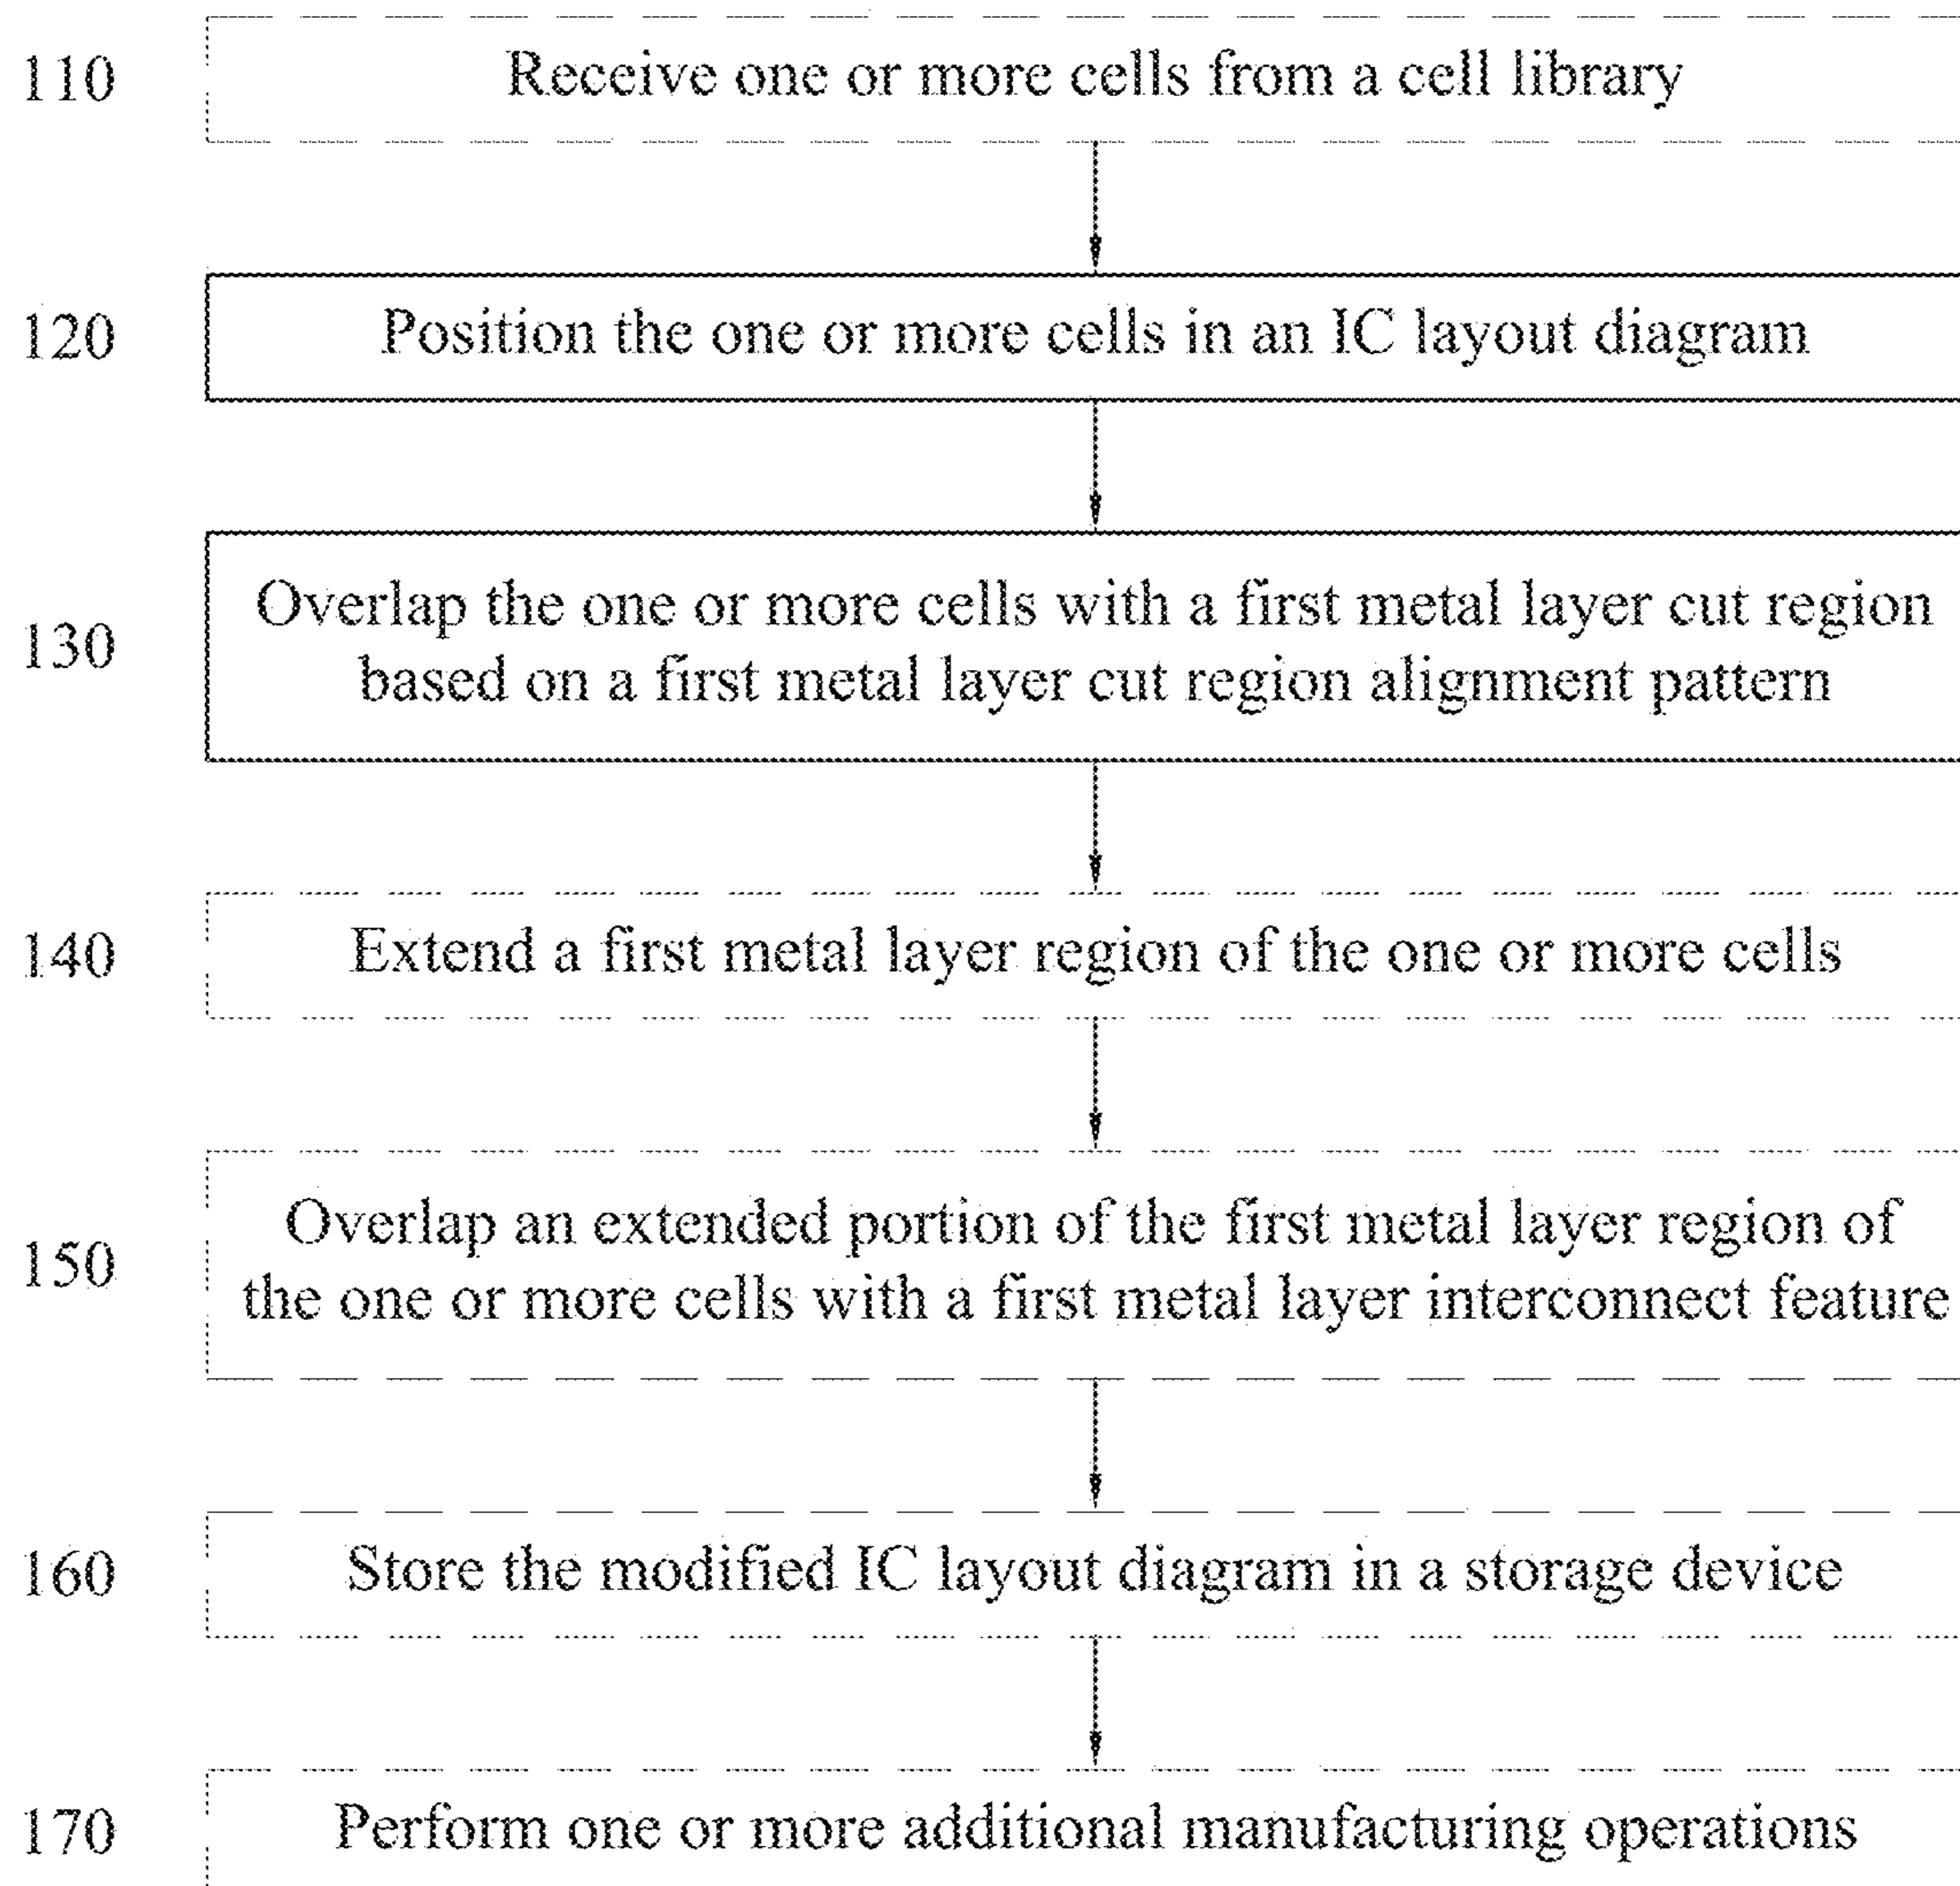 110
Receive one or more cells from a cell library
120
Position the one or more cells in an IC layout diagram
130
Overlap the one or more cells with a first metal layer cut region
based on a first metal layer cut region alignment pattern
140
Extend a first metal layer region of the one or more cells
150
Overlap an extended portion of the first metal layer region of
the one or more cells with a first metal layer interconnect feature
160
Store the modified IC layout diagram in a storage device
170
Perform one or more additional manufacturing operations